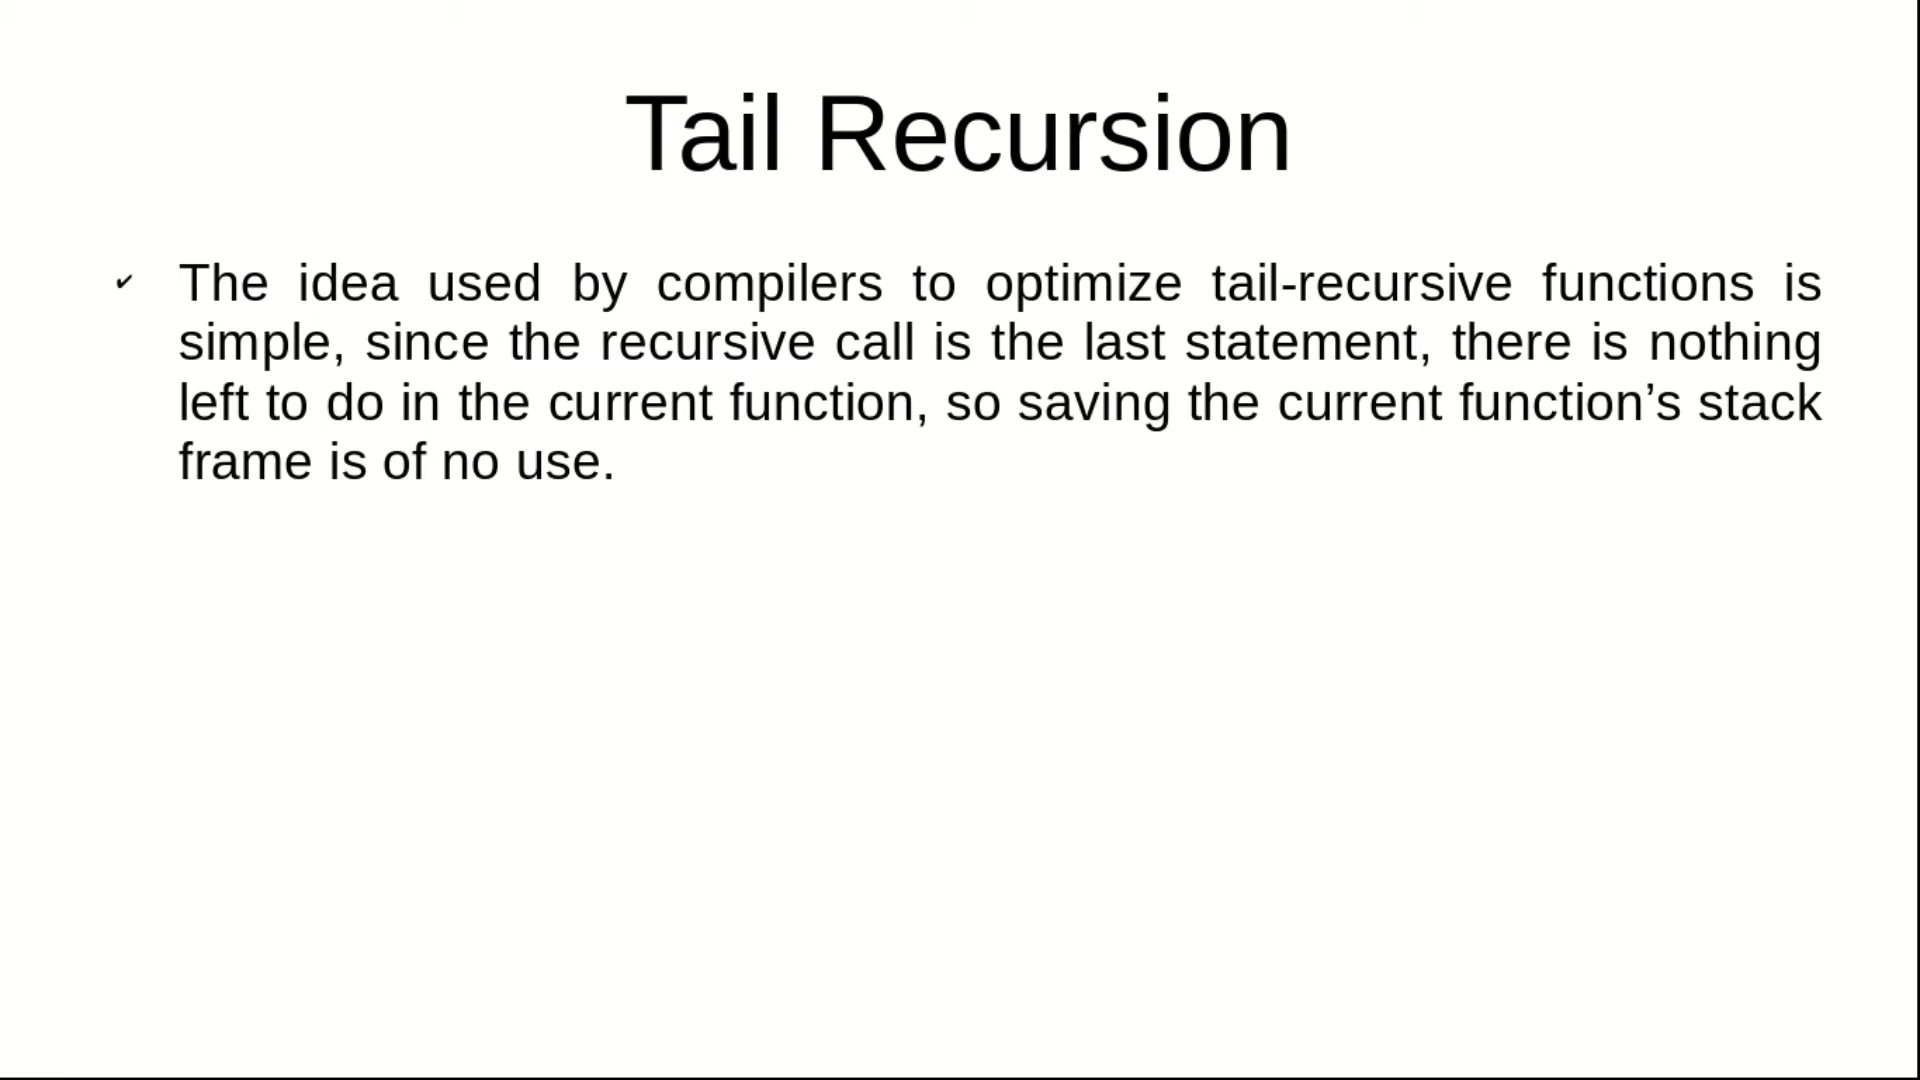 Tail Recursion
✔ The idea used by compilers to optimize tail-recursive functions is
simple, since the recursive call is the last statement, there is nothing
left to do in the current function, so saving the current function’s stack
frame is of no use.